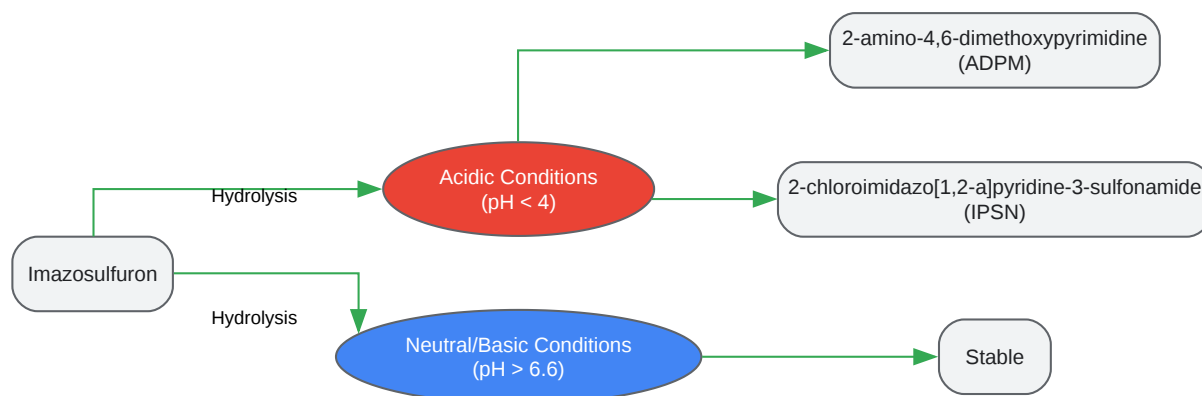 2-amino-4,6-dimethoxypyrimidine
(ADPM)
Acidic Conditions
(pH < 4)
2-chloroimidazo[1,2-a]pyridine-3-sulfonamide
(IPSN)
Hydrolysis
Imazosulfuron
Hydrolysis
Neutral/Basic Conditions
(pH > 6.6)
Stable